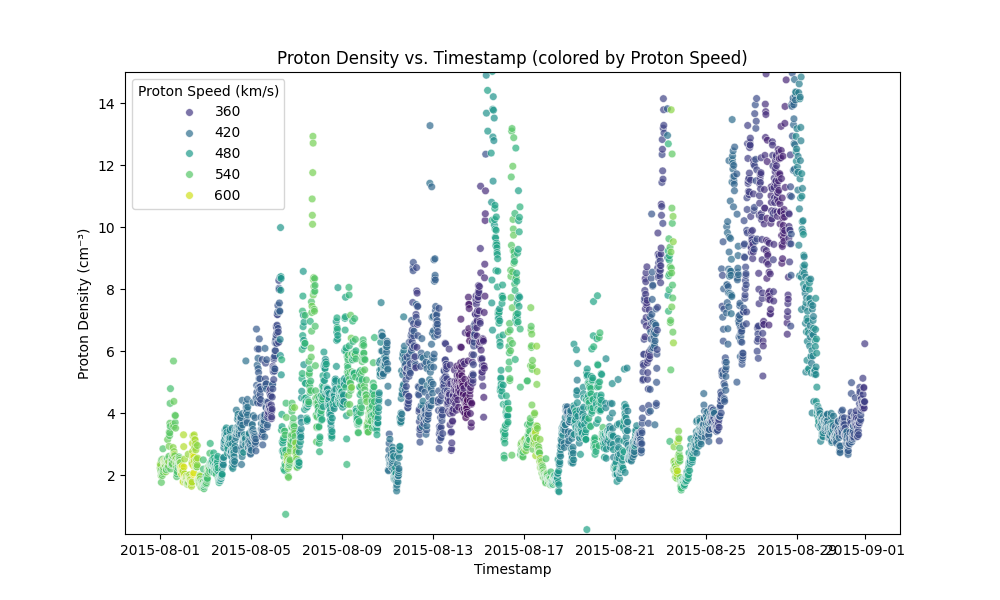 Proton Density vs. Timestamp (colored by Proton Speed)
Proton Speed (km/s)
360
420
480
540
600
14
12
10
8
6
4
2
Proton Density (cm⁻³)
2015-08-01 2015-08-05 2015-08-09 2015-08-13 2015-08-17 2015-08-21 2015-08-25 2015-08-29 2015-09-01
Timestamp